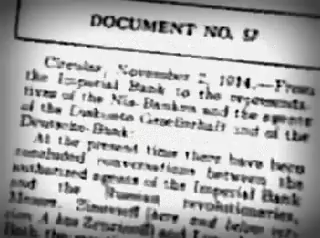 DOCUMENT NO. 57
Circular, November 2, 1914.—From
the Imperial Bank to the representa-
tives of the Nia-Banken and the agents
of the Diskonto Gesellschaft and of the
Deutsche Bank:
At the present time there have been
concluded conversations between the
authorized agents of the Imperial Bank
and the Russian revolutionaries,
Messrs. Zinovieff and